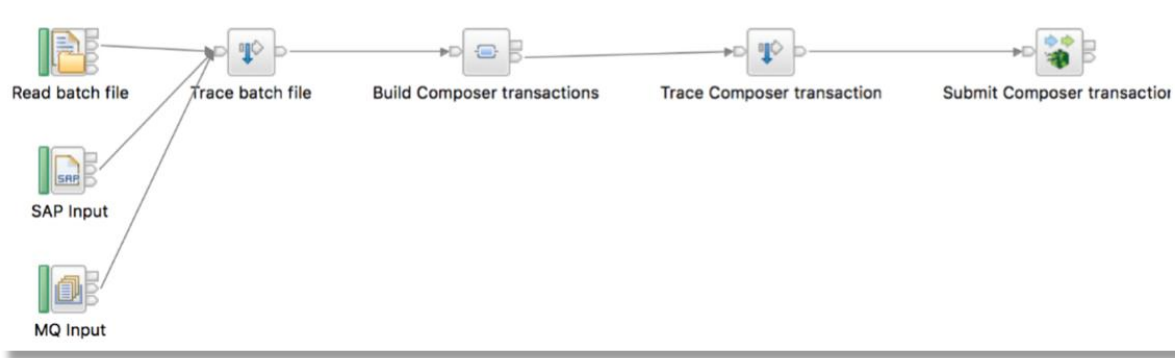 Read batch file
Trace batch file
Build Composer transactions
Trace Composer transaction
Submit Composer transaction
SAP
SAP Input
MQ Input